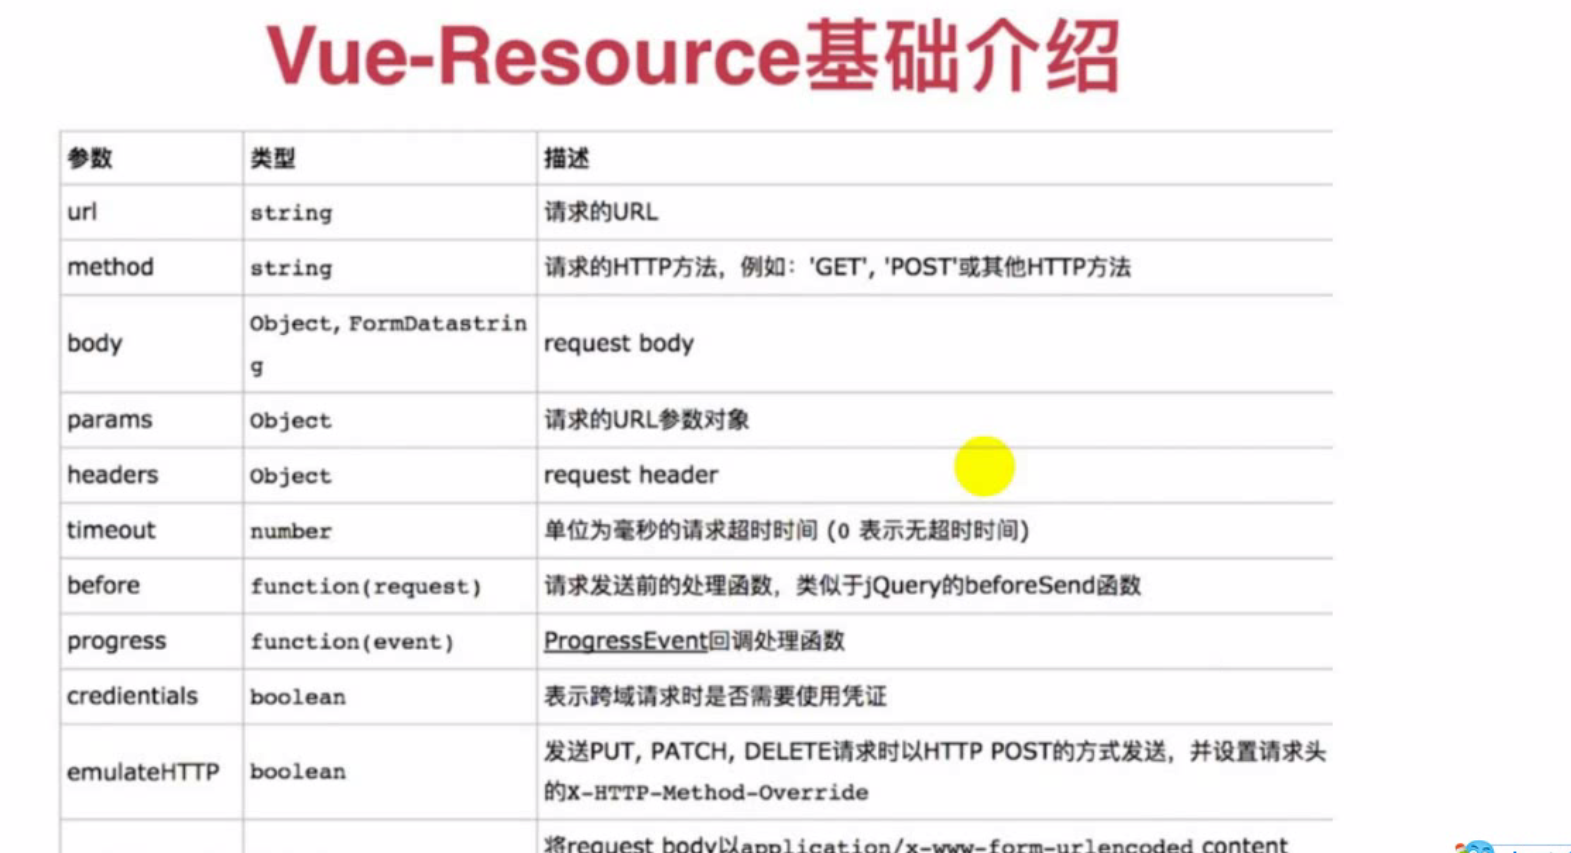 Vue-Resource基础介绍
参数 类型 描述
url string 请求的URL
method string 请求的HTTP方法，例如：'GET', 'POST'或其他HTTP方法
body Object, FormDatastrin
g request body
params Object 请求的URL参数对象
headers Object request header
timeout number 单位为毫秒的请求超时时间 (0 表示无超时时间)
before function(request) 请求发送前的处理函数，类似于jQuery的beforeSend函数
progress function(event) ProgressEvent回调处理函数
credientials boolean 表示跨域请求时是否需要使用凭证
emulateHTTP boolean 发送PUT, PATCH, DELETE请求时以HTTP POST的方式发送，并设置请求头
的X-HTTP-Method-Override
将request body以application/x-www-form-urlencoded content